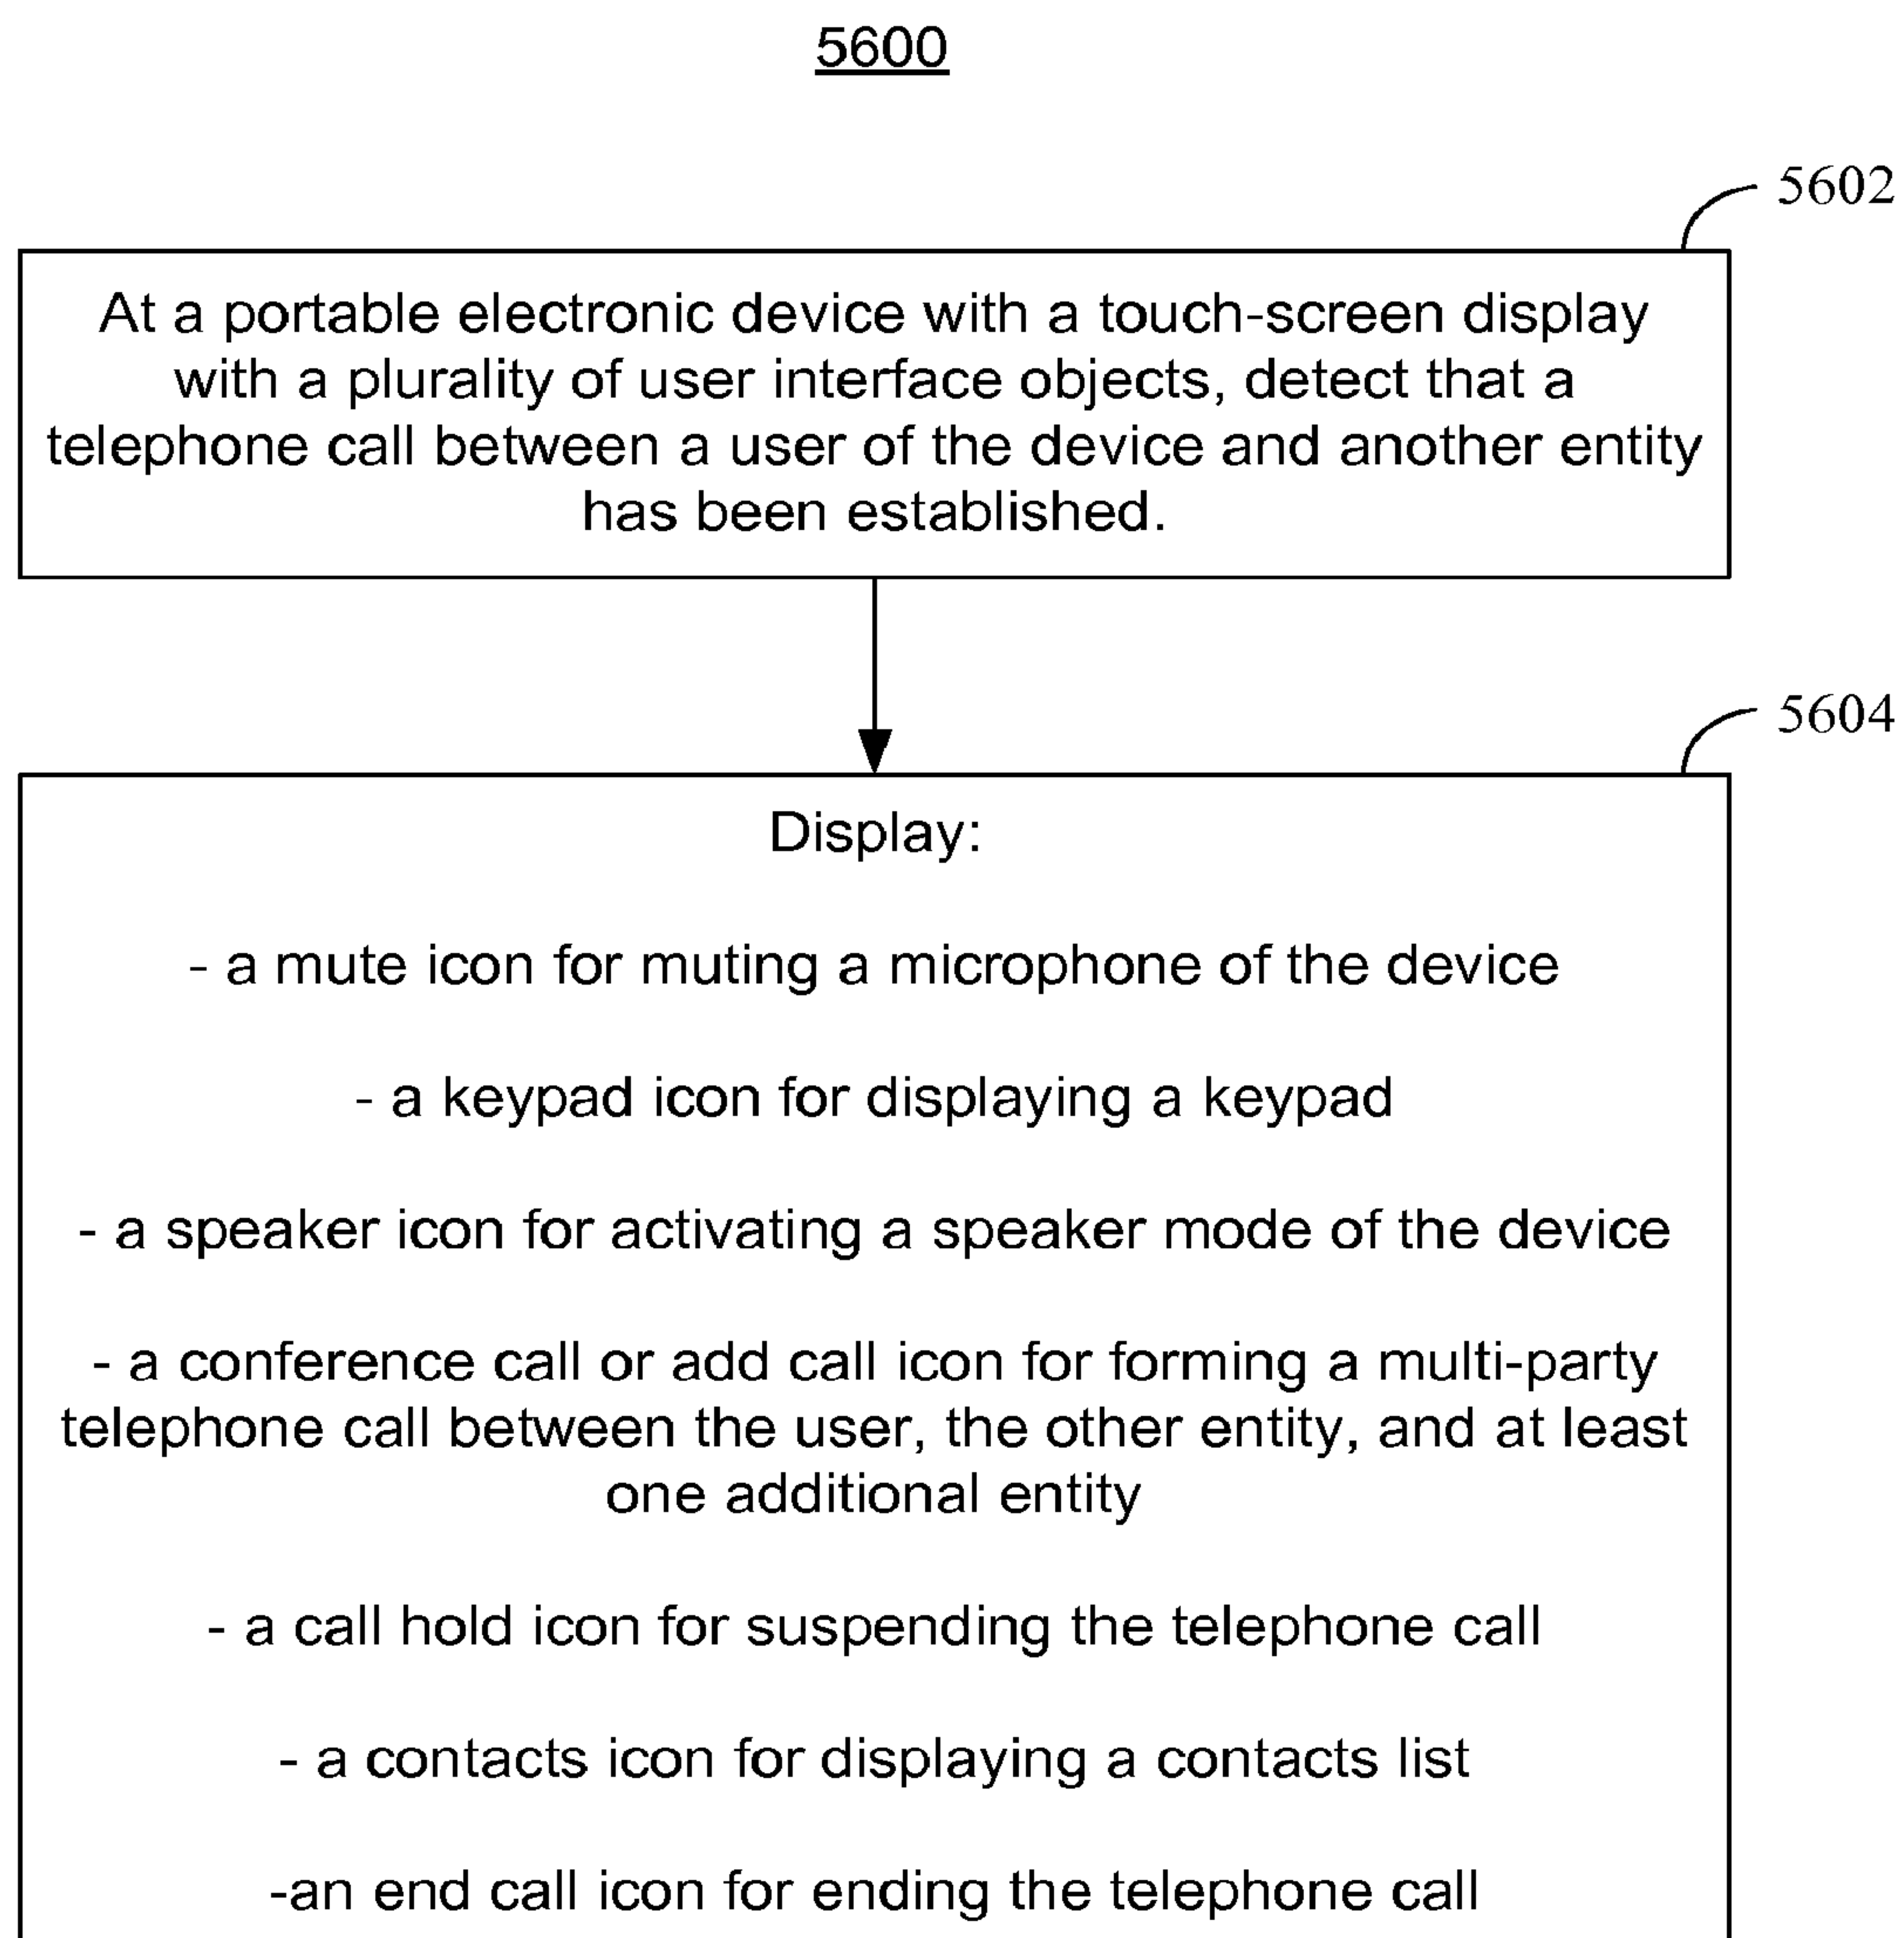 5600
5602
At a portable electronic device with a touch-screen display
with a plurality of user interface objects, detect that a
telephone call between a user of the device and another entity
has been established.
5604
Display:
- a mute icon for muting a microphone of the device
- a keypad icon for displaying a keypad
- a speaker icon for activating a speaker mode of the device
- a conference call or add call icon for forming a multi-party
telephone call between the user, the other entity, and at least
one additional entity
- a call hold icon for suspending the telephone call
- a contacts icon for displaying a contacts list
-an end call icon for ending the telephone call